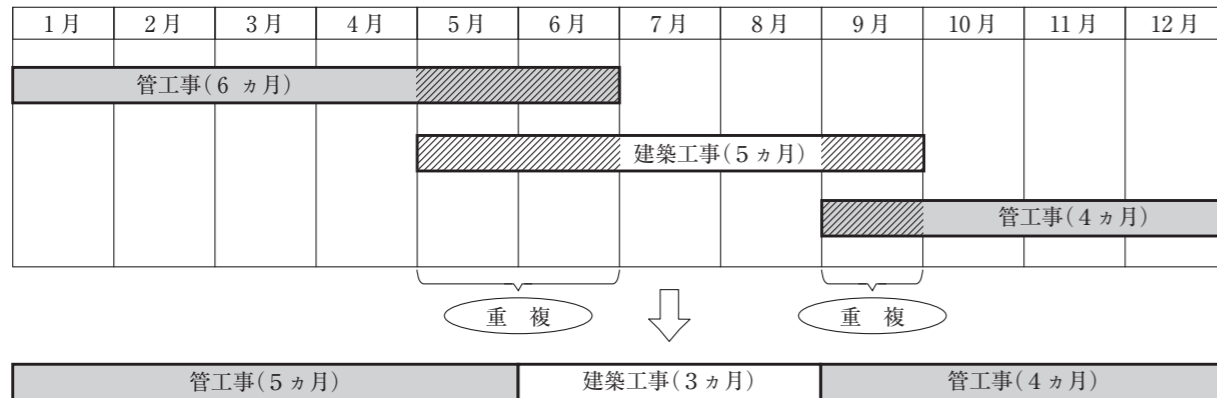 1月 2月 3月 4月 5月 6月 7月 8月 9月 10月 11月 12月
管工事(6 ヵ月)
建築工事(5ヵ月)
管工事(4ヵ月)
重 複 重 複
管工事(5ヵ月) 建築工事(3ヵ月) 管工事(4ヵ月)